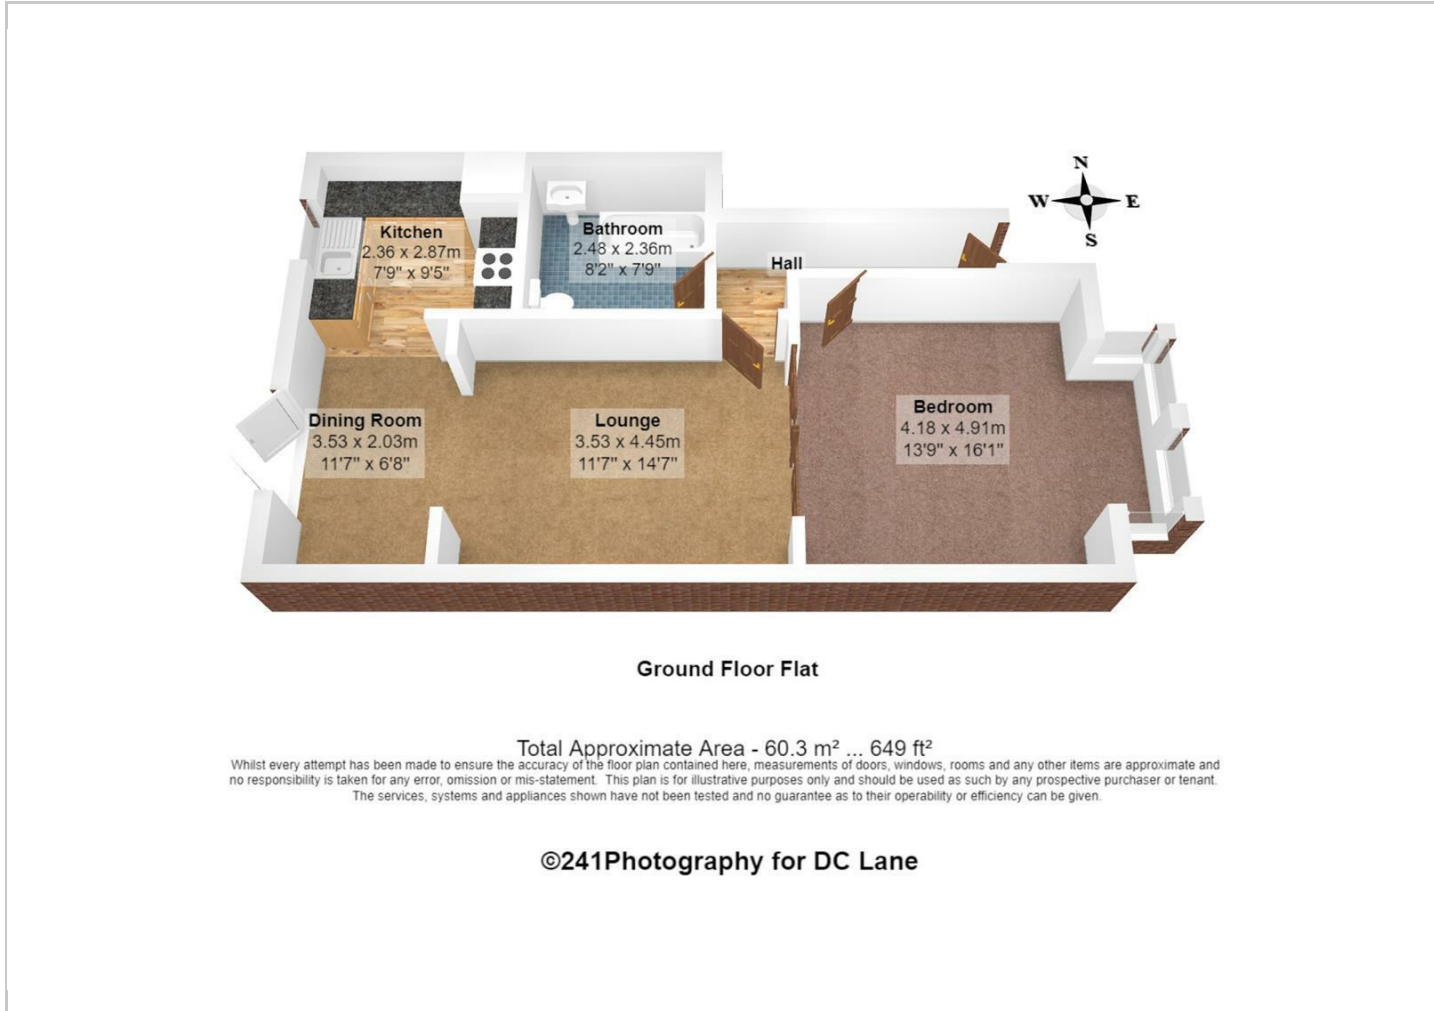 N
W E
S
Kitchen
2.36 x 2.87m
7'9" x 9'5"
Bathroom
2.48 x 2.36m
8'2" x 7'9"
Hall
Dining Room
3.53 x 2.03m
11'7" x 6'8"
Lounge
3.53 x 4.45m
11'7" x 14'7"
Bedroom
4.18 x 4.91m
13'9" x 16'1"
Ground Floor Flat
Total Approximate Area - 60.3 m² ... 649 ft²
Whilst every attempt has been made to ensure the accuracy of the floor plan contained here, measurements of doors, windows, rooms and any other items are approximate and
no responsibility is taken for any error, omission or mis-statement. This plan is for illustrative purposes only and should be used as such by any prospective purchaser or tenant.
The services, systems and appliances shown have not been tested and no guarantee as to their operability or efficiency can be given.
©241Photography for DC Lane